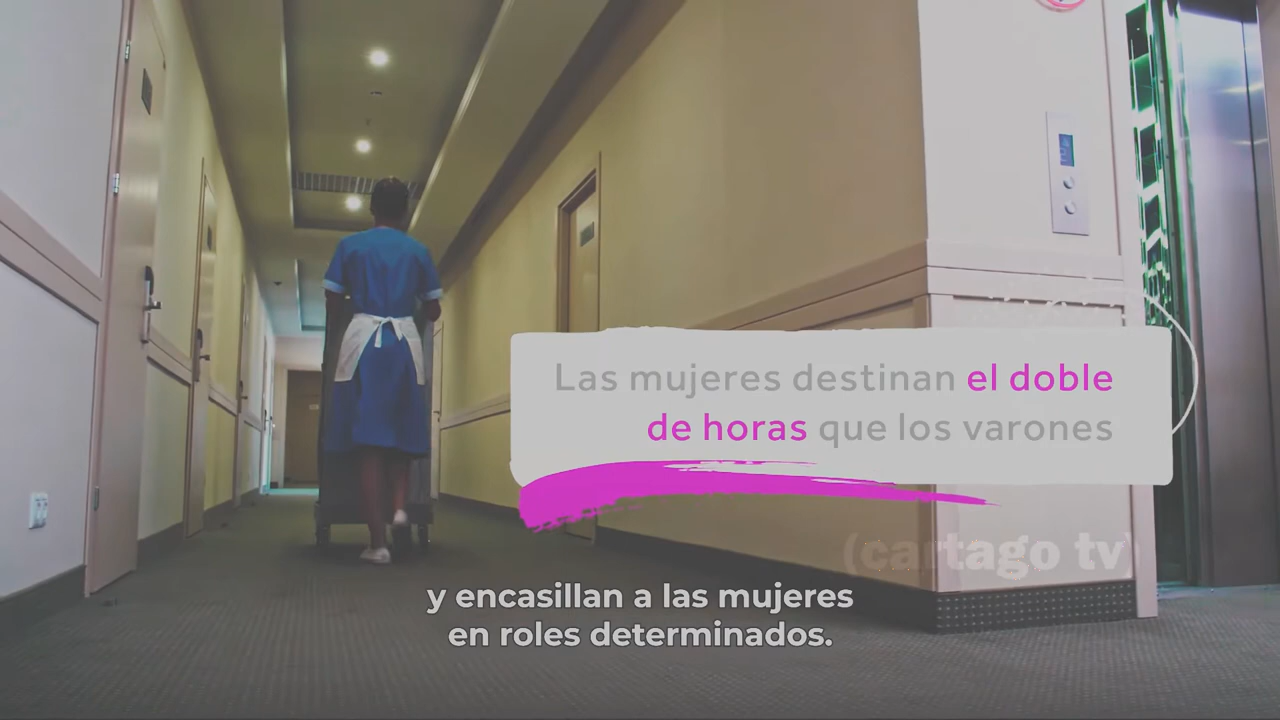 Las mujeres destinan el doble
de horas que los varones
(cartago tv)
y encasillan a las mujeres
en roles determinados.